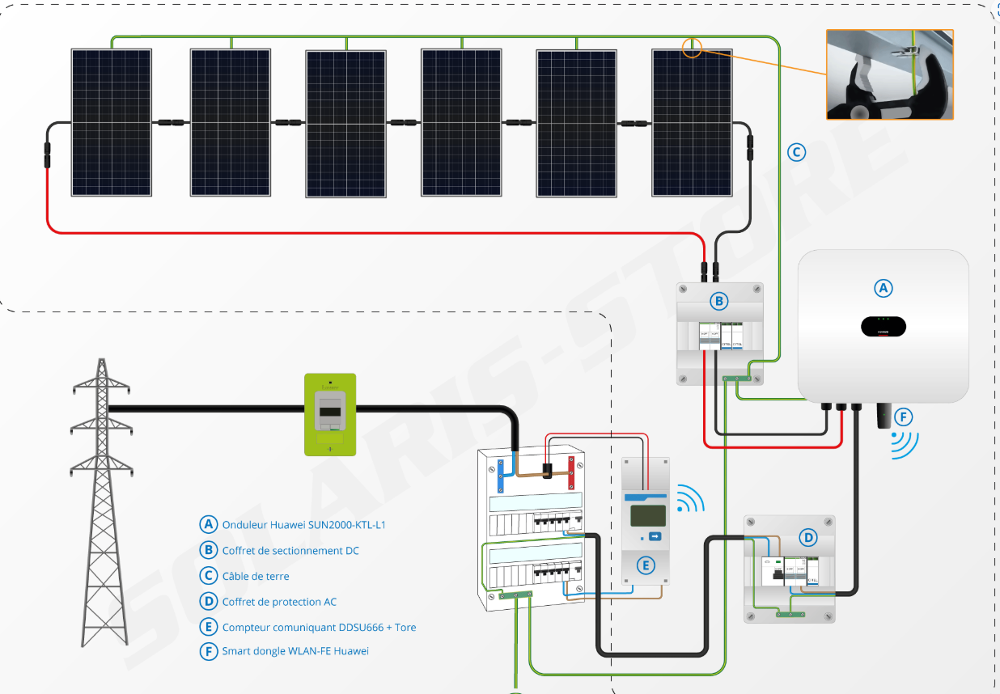 C
A
B
F
SOLARIS-STORE
D
E
A Onduleur Huawei SUN2000-KTL-L1
B Coffret de sectionnement DC
C Câble de terre
D Coffret de protection AC
E Compteur comuniquant DDSU666 + Tore
F Smart dongle WLAN-FE Huawei